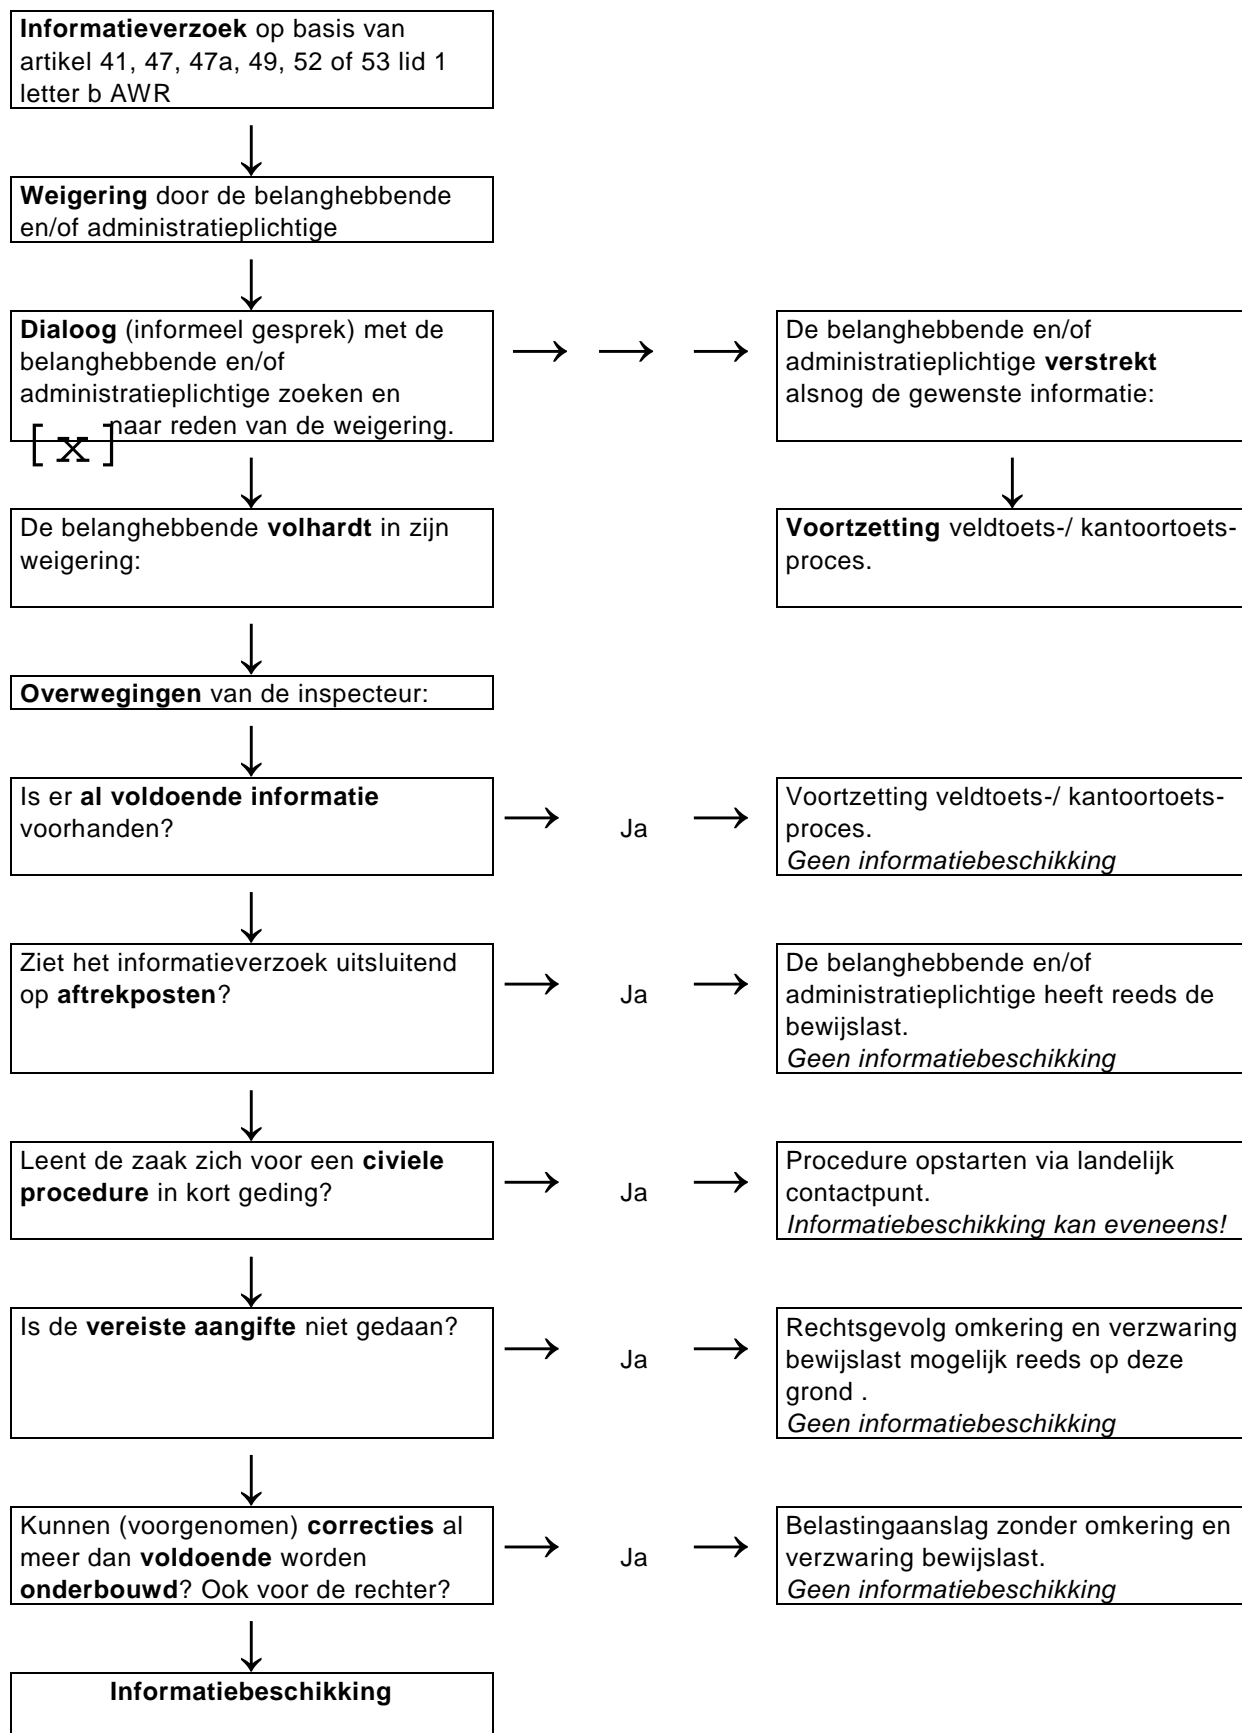 Informatieverzoek op basis van
artikel 41, 47, 47a, 49, 52 of 53 lid 1
letter b AWR
Weigering door de belanghebbende
en/of administratieplichtige
Dialoog (informeel gesprek) met de
belanghebbende en/of
administratieplichtige zoeken en
[x] naar reden van de weigering.
De belanghebbende en/of
administratieplichtige verstrekt
alsnog de gewenste informatie:
De belanghebbende volhardt in zijn
weigering:
Voortzetting veldtoets-/ kantoortoets-
proces.
Overwegingen van de inspecteur:
Is er al voldoende informatie
voorhanden?
Ja
Voortzetting veldtoets-/ kantoortoets-
proces.
Geen informatiebeschikking
Ziet het informatieverzoek uitsluitend
op aftrekposten?
Ja
De belanghebbende en/of
administratieplichtige heeft reeds de
bewijslast.
Geen informatiebeschikking
Leent de zaak zich voor een civiele
procedure in kort geding?
Ja
Procedure opstarten via landelijk
contactpunt.
Informatiebeschikking kan eveneens!
Is de vereiste aangifte niet gedaan?
Ja
Rechtsgevolg omkering en verzwaring
bewijslast mogelijk reeds op deze
grond .
Geen informatiebeschikking
Kunnen (voorgenomen) correcties al
meer dan voldoende worden
onderbouwd? Ook voor de rechter?
Ja
Belastingaanslag zonder omkering en
verzwaring bewijslast.
Geen informatiebeschikking
Informatiebeschikking